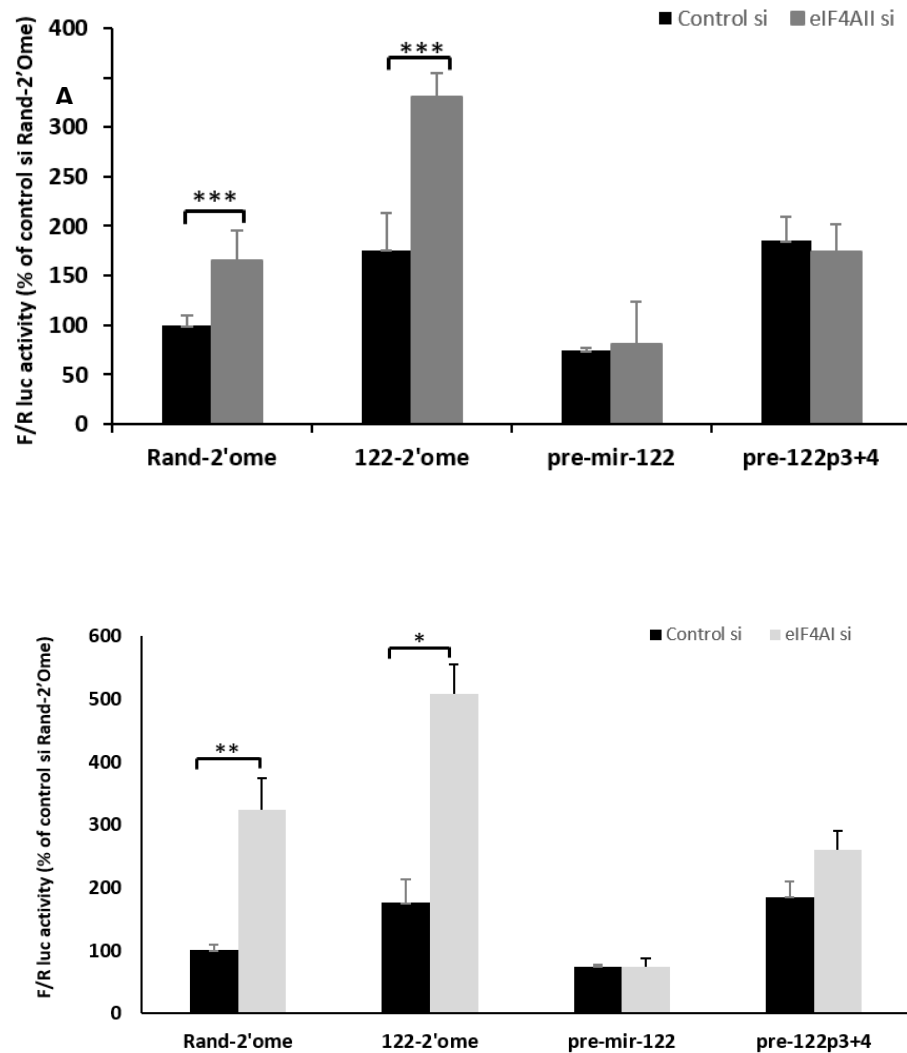 Control si eIF4AII si
F/R luc activity (% of control si Rand-2’Ome)
400
A
300
250
200
150
100
50
0
***
***
Rand-2'ome 122-2'ome pre-mir-122 pre-122p3+4
Control si eIF4AI si
F/R luc activity (% of control si Rand-2’Ome)
600
500
400
300
200
100
0
**
*
Rand-2'ome 122-2'ome pre-mir-122 pre-122p3+4